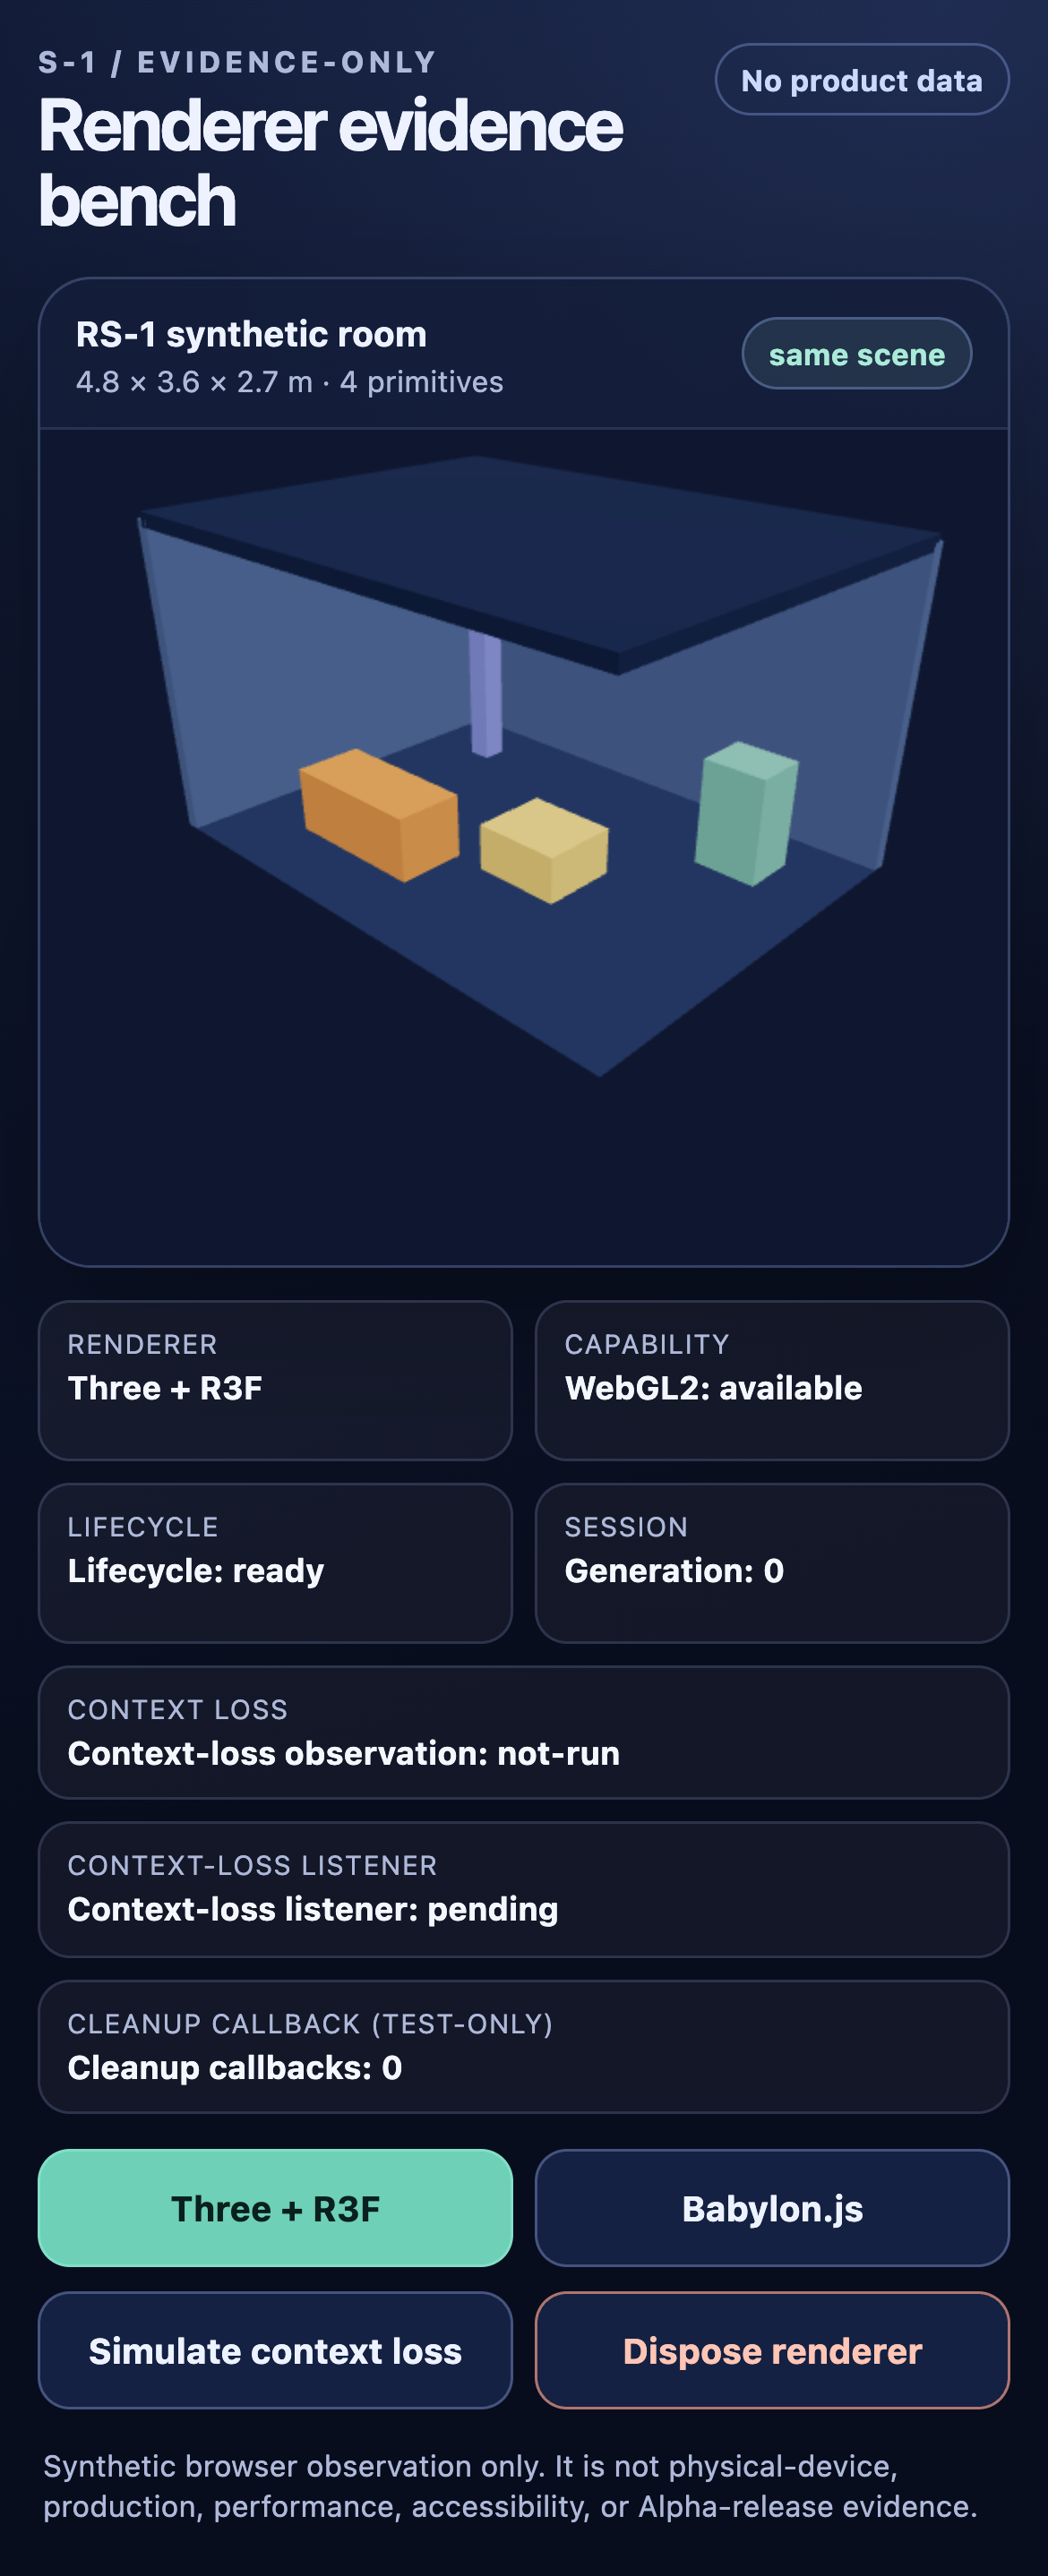 S-1 / EVIDENCE-ONLY
No product data
Renderer evidence
bench
RS-1 synthetic room
4.8 × 3.6 × 2.7 m · 4 primitives
same scene
RENDERER
Three + R3F
CAPABILITY
WebGL2: available
LIFECYCLE
Lifecycle: ready
SESSION
Generation: 0
CONTEXT LOSS
Context-loss observation: not-run
CONTEXT-LOSS LISTENER
Context-loss listener: pending
CLEANUP CALLBACK (TEST-ONLY)
Cleanup callbacks: 0
Three + R3F
Babylon.js
Simulate context loss
Dispose renderer
Synthetic browser observation only. It is not physical-device,
production, performance, accessibility, or Alpha-release evidence.